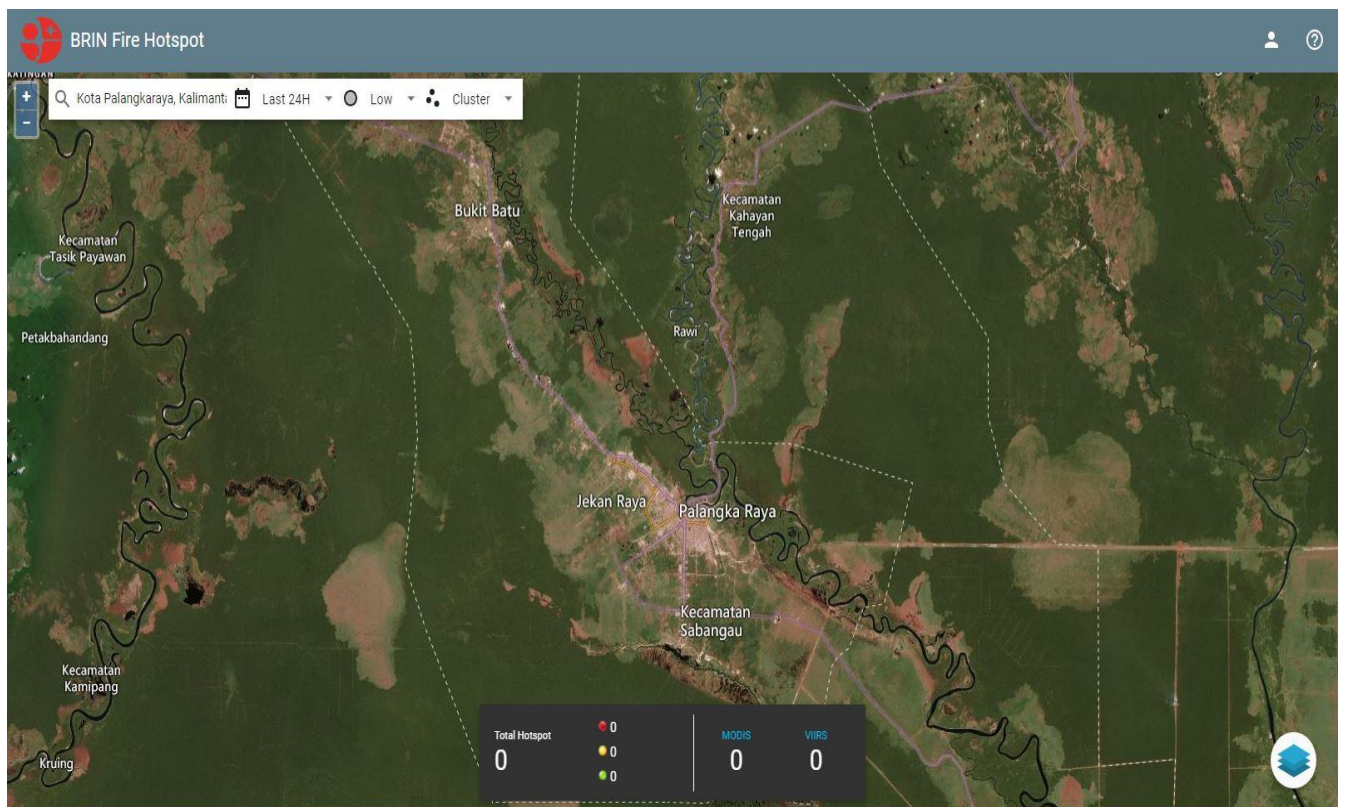 BRIN Fire Hotspot
+
-
Kota Palangkaraya, Kalimanta
Last 24H
Low
Cluster
Bukit Batu
Kecamatan
Kahayan
Tengah
Kecamatan
Tasik Payawan
Petakbahandang
Rawi
Jekan Raya
Palangka Raya
Kecamatan
Sabangau
Kecamatan
Kamipang
Kruing
Total Hotspot
0
0
0
0
MODIS
0
VIIRS
0